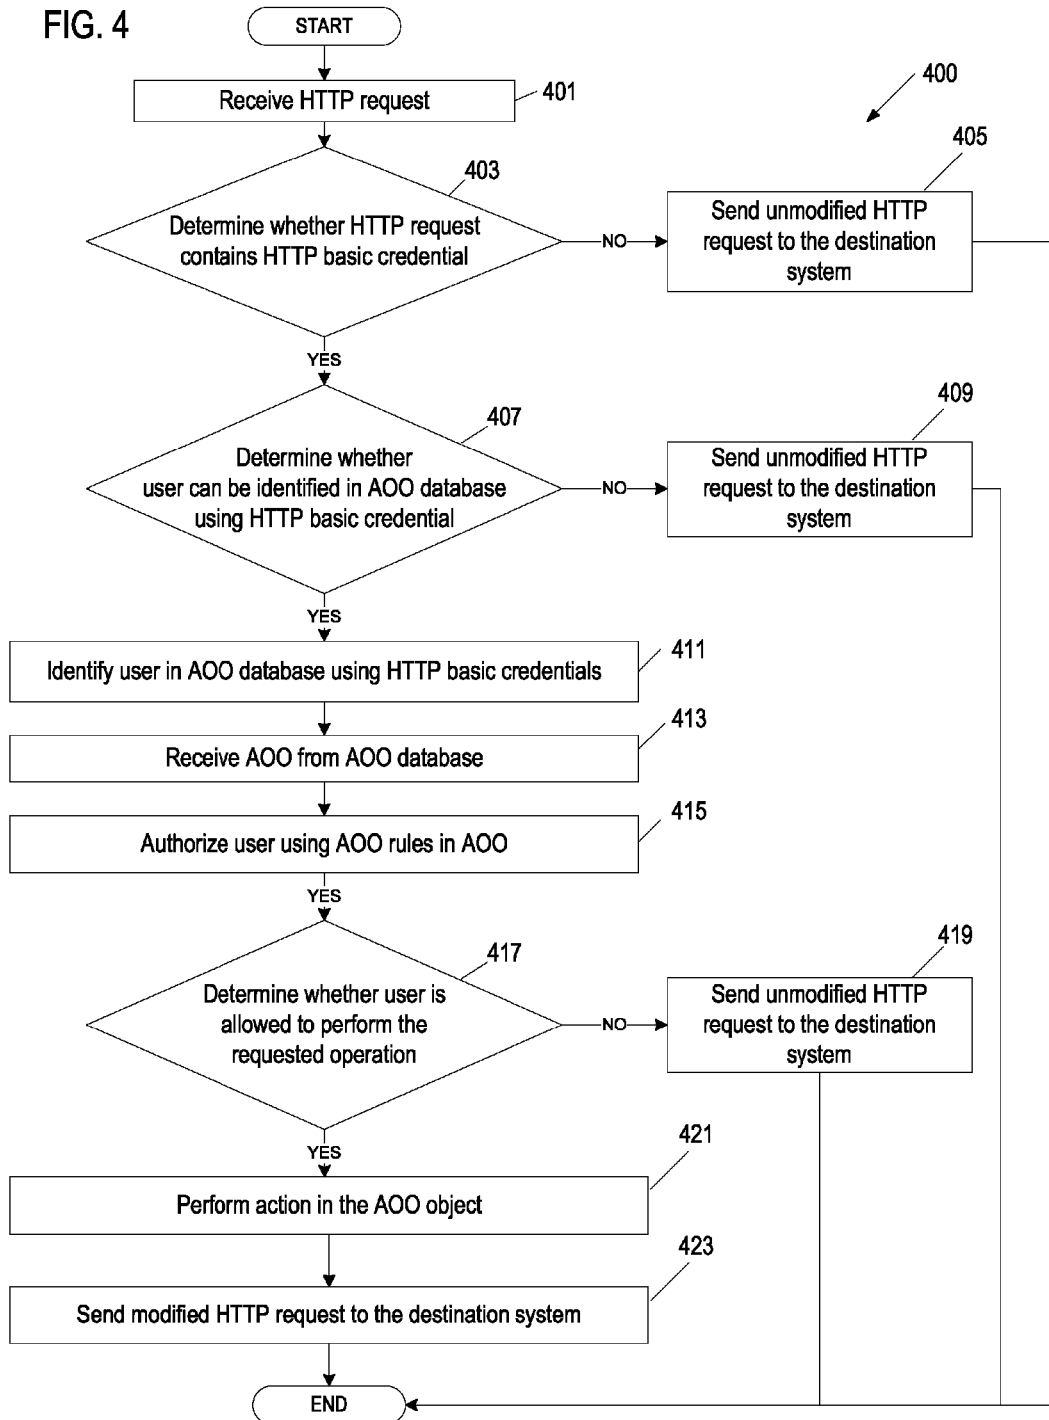 FIG. 4
START
Receive HTTP request
401
400
403
Determine whether HTTP request
contains HTTP basic credential
NO
405
Send unmodified HTTP
request to the destination
system
YES
407
Determine whether
user can be identified in AOO database
using HTTP basic credential
NO
409
Send unmodified HTTP
request to the destination
system
YES
Identify user in AOO database using HTTP basic credentials
411
Receive AOO from AOO database
413
Authorize user using AOO rules in AOO
415
YES
417
Determine whether user is
allowed to perform the
requested operation
NO
419
Send unmodified HTTP
request to the destination
system
YES
421
Perform action in the AOO object
423
Send modified HTTP request to the destination system
END